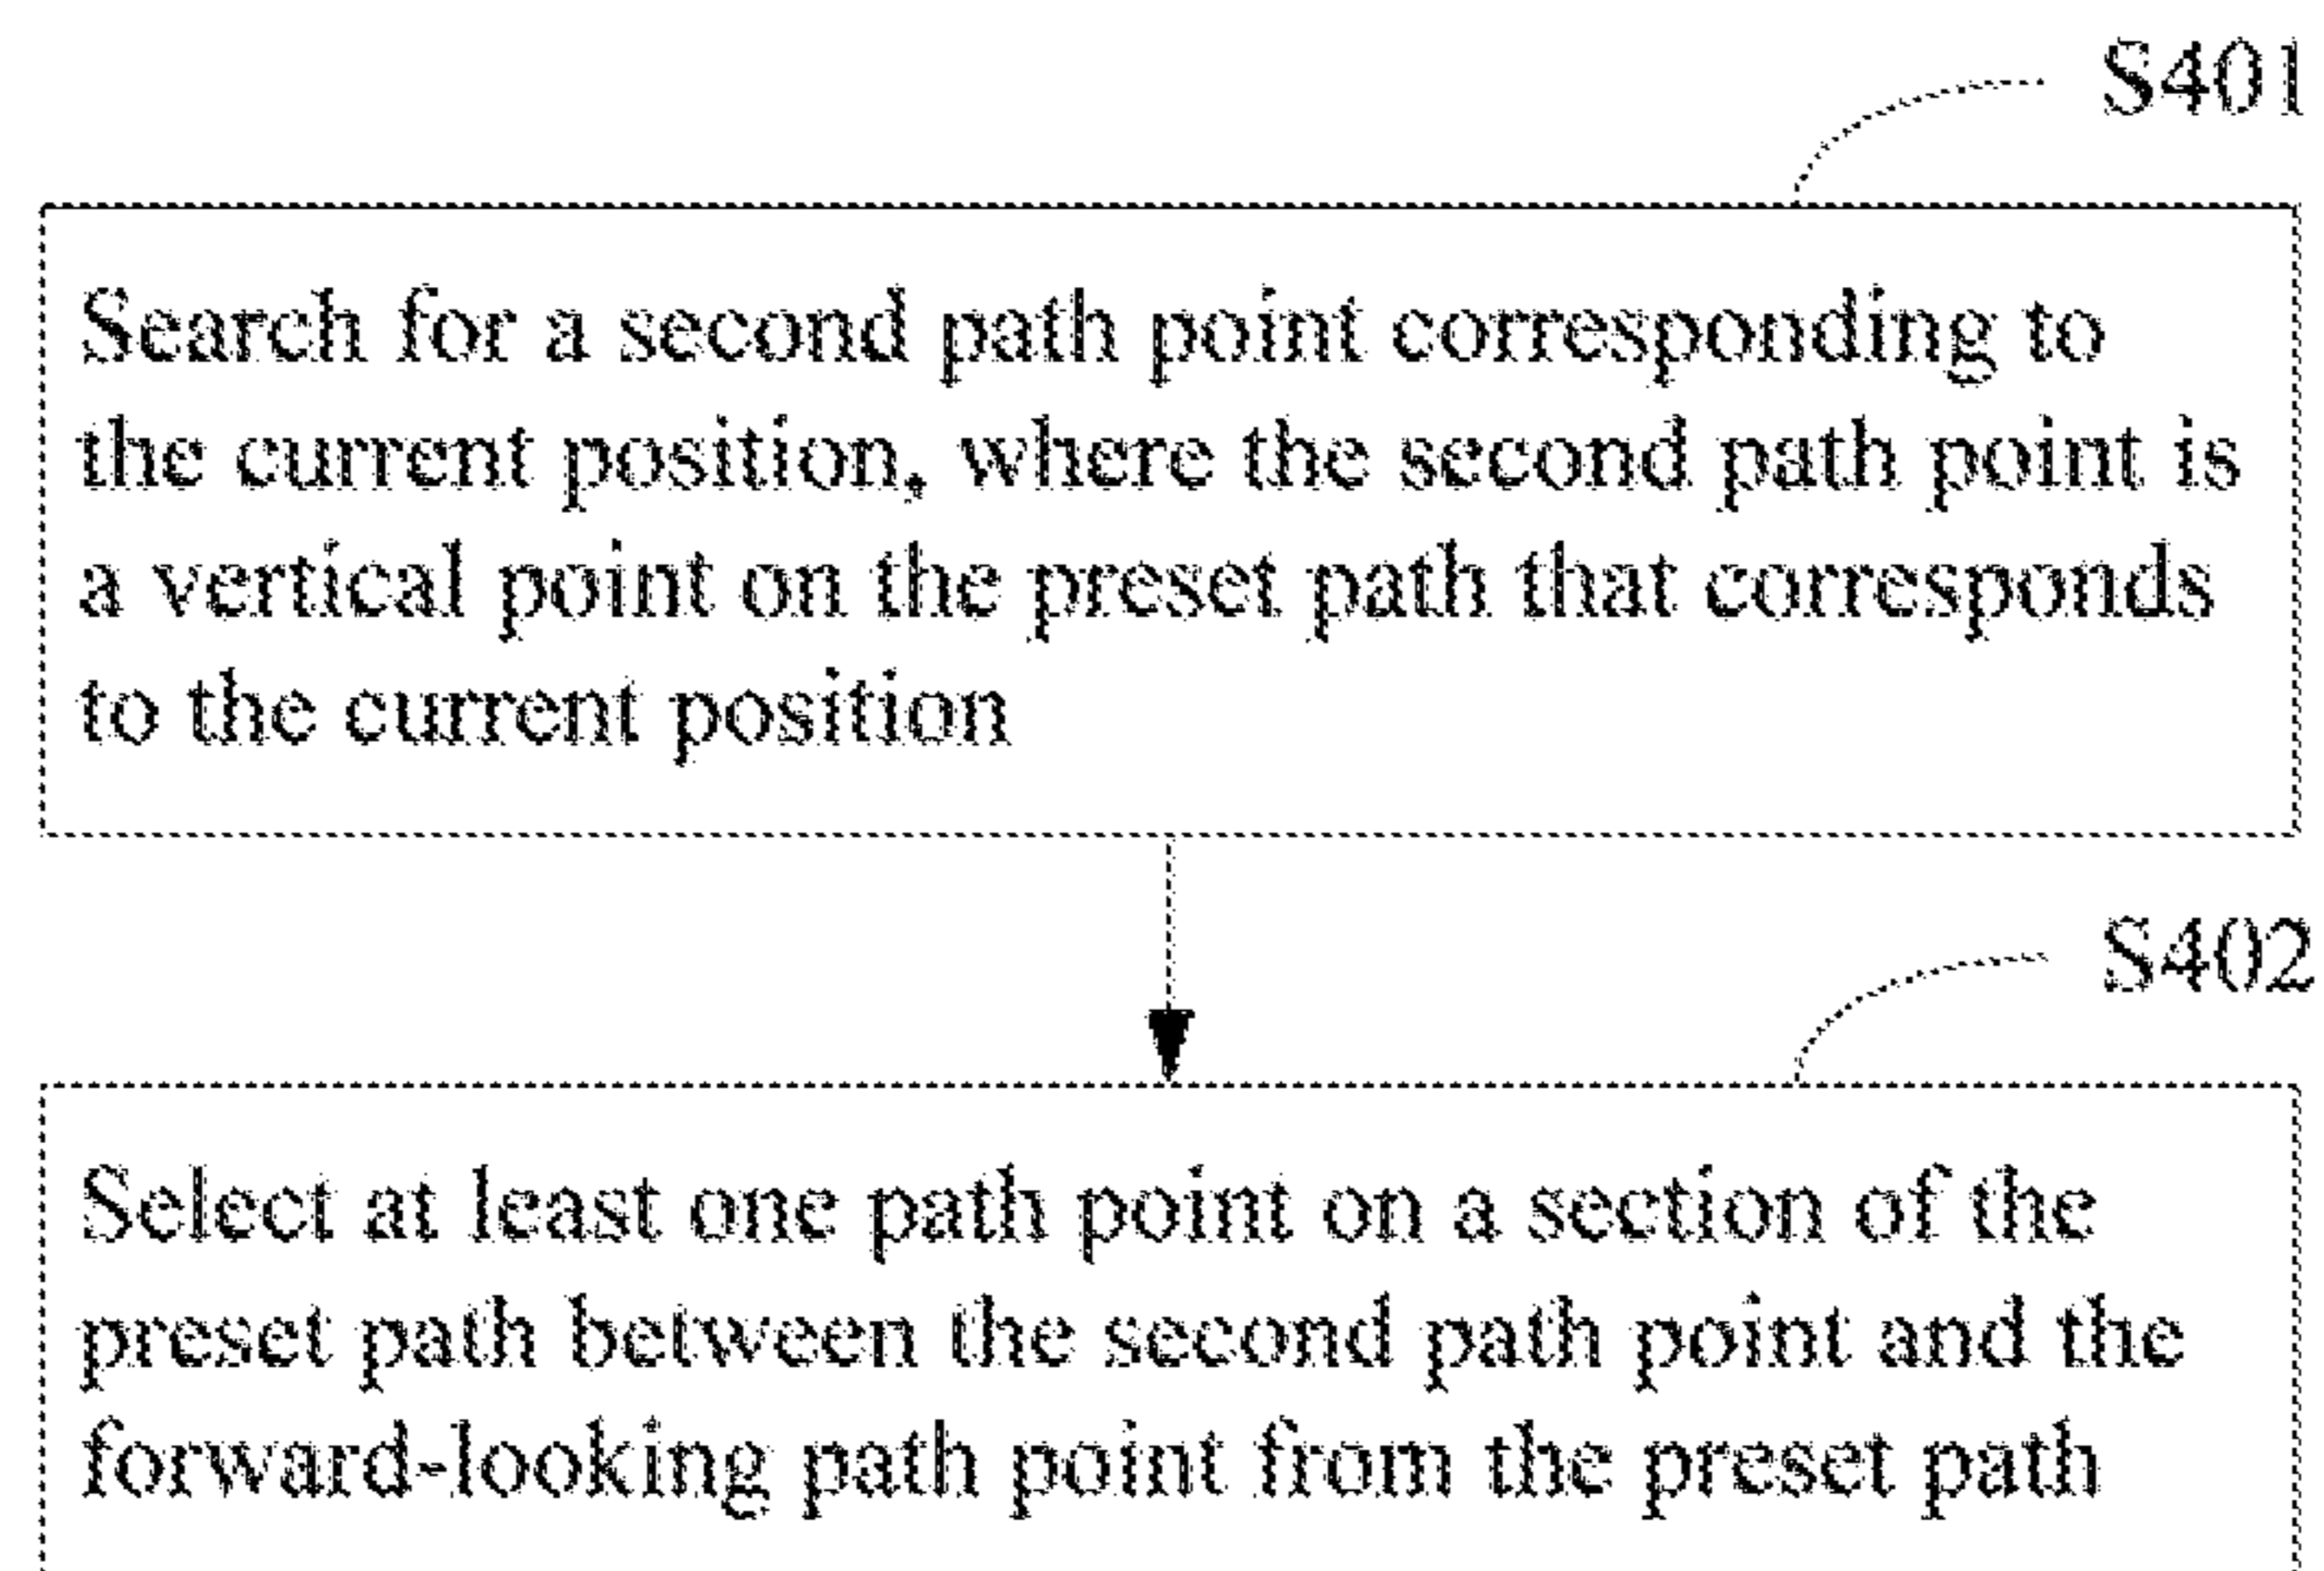 S401
Search for a second path point corresponding to
the current position, where the second path point is
a vertical point on the preset path that corresponds
to the current position
S402
Select at least one path point on a section of the
preset path between the second path point and the
forward-looking path point from the preset path